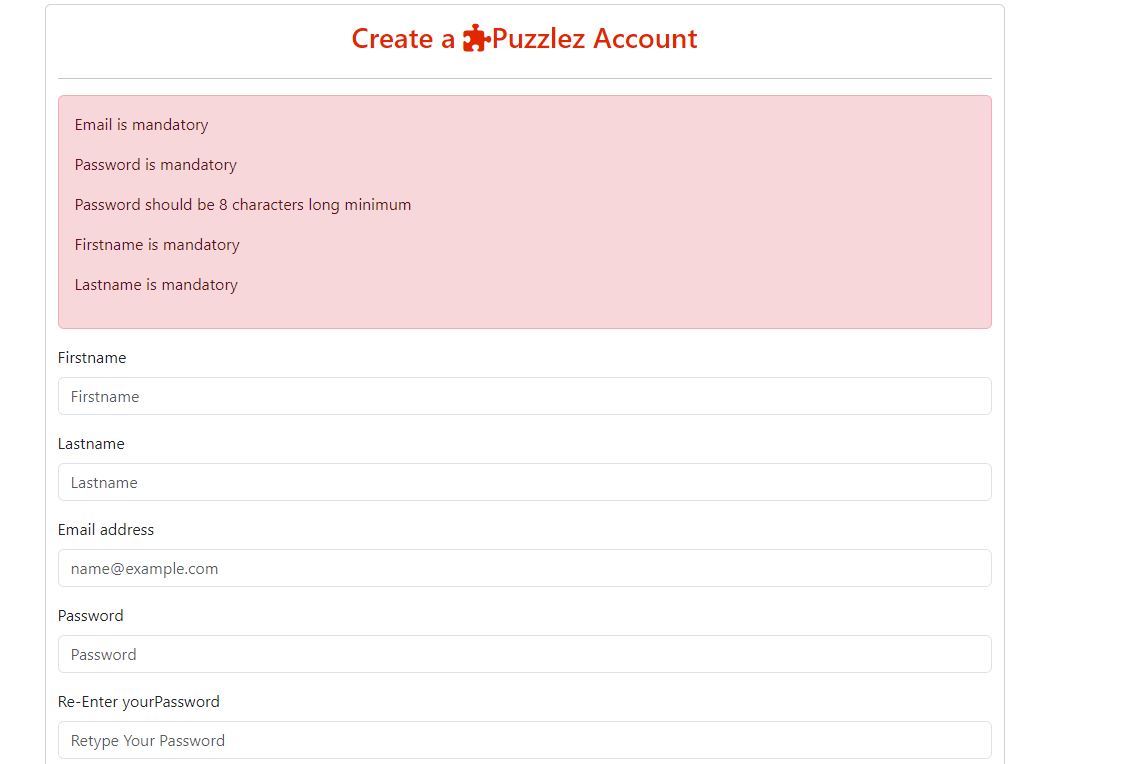 Create a Puzzlez Account
Email is mandatory
Password is mandatory
Password should be 8 characters long minimum
Firstname is mandatory
Lastname is mandatory
Firstname
Firstname
Lastname
Lastname
Email address
name@example.com
Password
Password
Re-Enter yourPassword
Retype Your Password